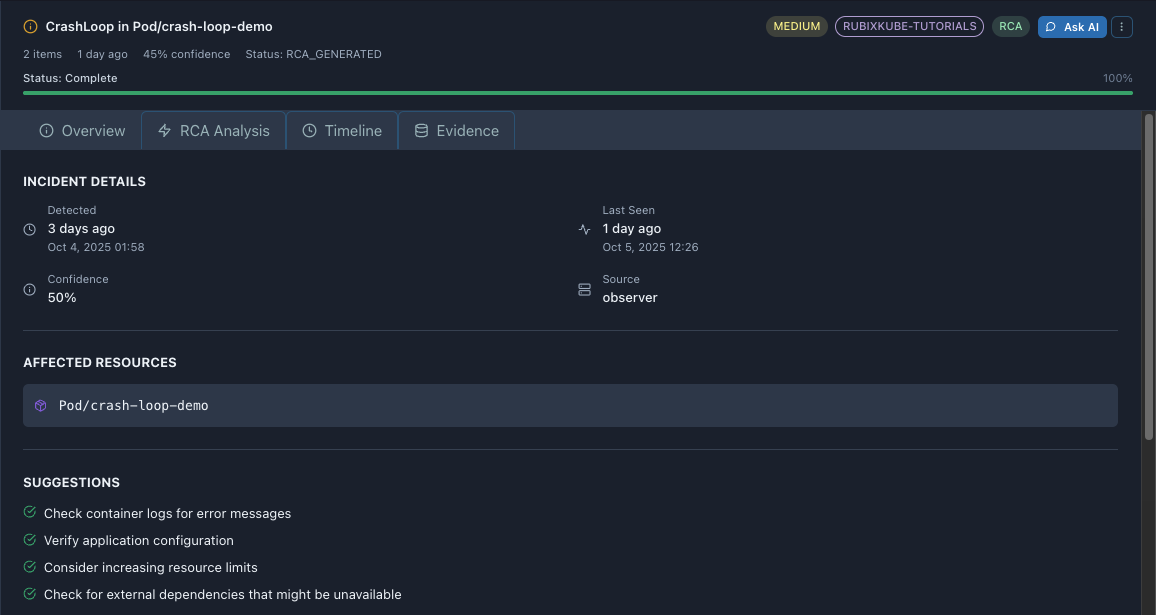 CrashLoop in Pod/crash-loop-demo
MEDIUM RUBIXKUBE-TUTORIALS RCA Ask AI
2 items 1 day ago 45% confidence Status: RCA_GENERATED
Status: Complete 100%
Overview RCA Analysis Timeline Evidence
INCIDENT DETAILS
Detected
3 days ago
Oct 4, 2025 01:58
Last Seen
1 day ago
Oct 5, 2025 12:26
Confidence
50%
Source
observer
AFFECTED RESOURCES
Pod/crash-loop-demo
SUGGESTIONS
Check container logs for error messages
Verify application configuration
Consider increasing resource limits
Check for external dependencies that might be unavailable